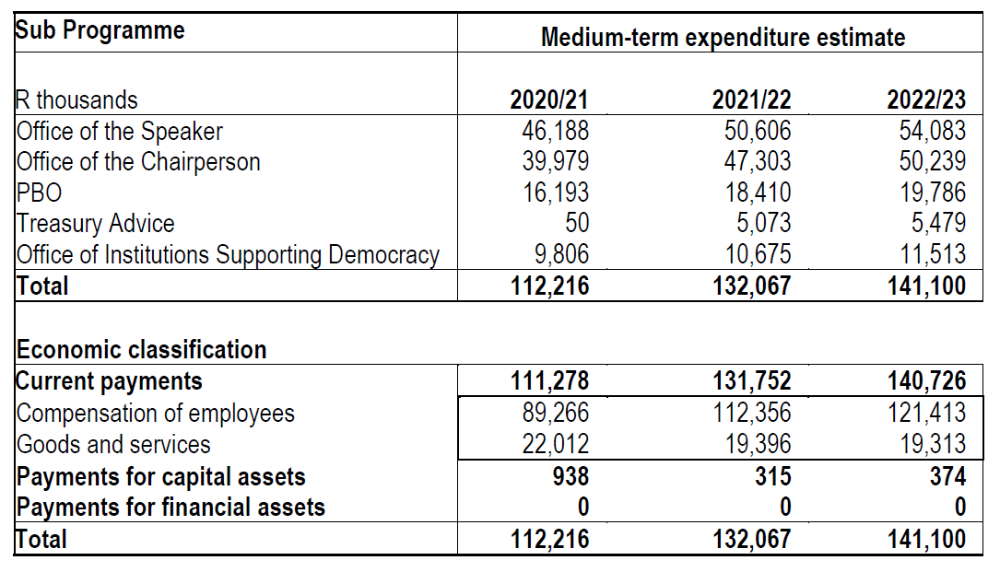 Sub Programme Medium-term expenditure estimate
R thousands 2020/21 2021/22 2022/23
Office of the Speaker 46,188 50,606 54,083
Office of the Chairperson 39,979 47,303 50,239
PBO 16,193 18,410 19,786
Treasury Advice 50 5,073 5,479
Office of Institutions Supporting Democracy 9,806 10,675 11,513
Total 112,216 132,067 141,100
Economic classification
Current payments 111,278 131,752 140,726
Compensation of employees 89,266 112,356 121,413
Goods and services 22,012 19,396 19,313
Payments for capital assets 938 315 374
Payments for financial assets 0 0 0
Total 112,216 132,067 141,100